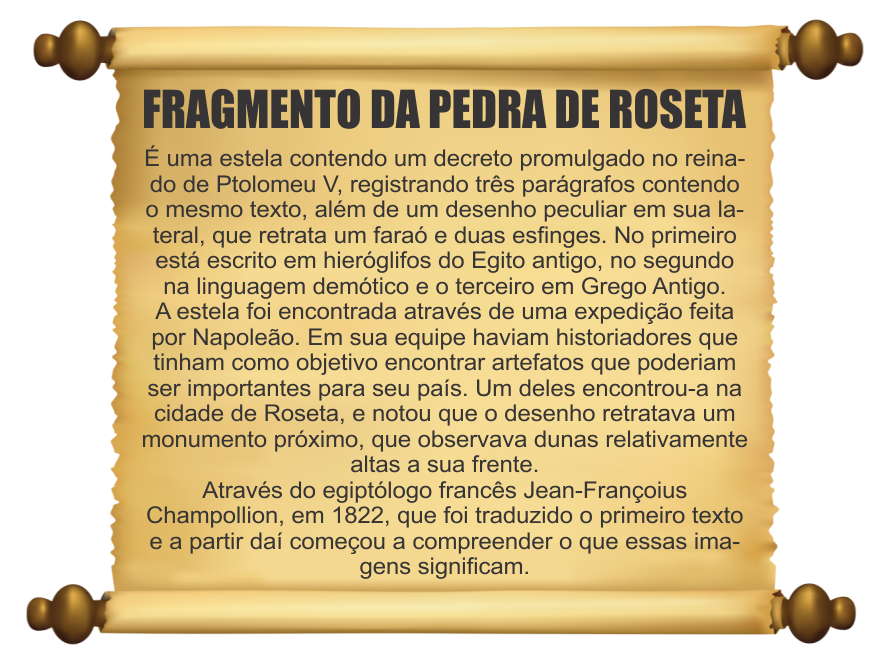 FRAGMENTO DA PEDRA DE ROSETA
É uma estela contendo um decreto promulgado no reina-
do de Ptolomeu V, registrando três parágrafos contendo
o mesmo texto, além de um desenho peculiar em sua la-
teral, que retrata um faraó e duas esfinges. No primeiro
está escrito em hieróglifos do Egito antigo, no segundo
na linguagem demótico e o terceiro em Grego Antigo.
A estela foi encontrada através de uma expedição feita
por Napoleão. Em sua equipe haviam historiadores que
tinham como objetivo encontrar artefatos que poderiam
ser importantes para seu país. Um deles encontrou-a na
cidade de Roseta, e notou que o desenho retratava um
monumento próximo, que observava dunas relativamente
altas a sua frente.
Através do egiptólogo francês Jean-Françoius
Champollion, em 1822, que foi traduzido o primeiro texto
e a partir daí começou a compreender o que essas ima-
gens significam.